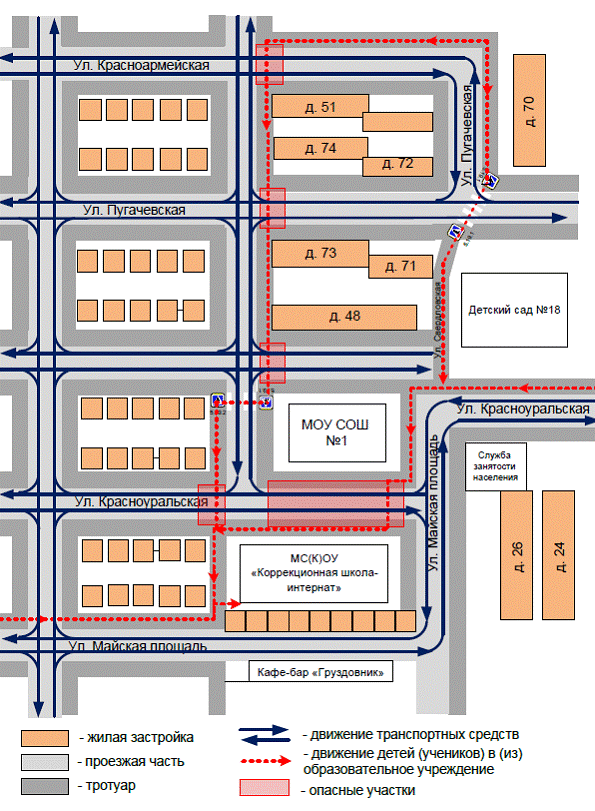 Ул. Красноармейская
д. 51
д. 74
д. 72
Ул. Пугачевская
д. 70
Ул. Пугачевская
д. 73
д. 71
д. 48
ул. Свердловская
Детский сад №18
МОУ СОШ
№1
Ул. Красноуральская
Ул. Красноуральская
Ул. Майская площадь
Служба
занятости
населения
д. 26
д. 24
МС(К)ОУ
«Коррекционная школа-
интернат»
Ул. Майская площадь
Кафе-бар «Груздовник»
- жилая застройка
- проезжая часть
- тротуар
- движение транспортных средств
- движение детей (учеников) в (из)
образовательное учреждение
- опасные участки